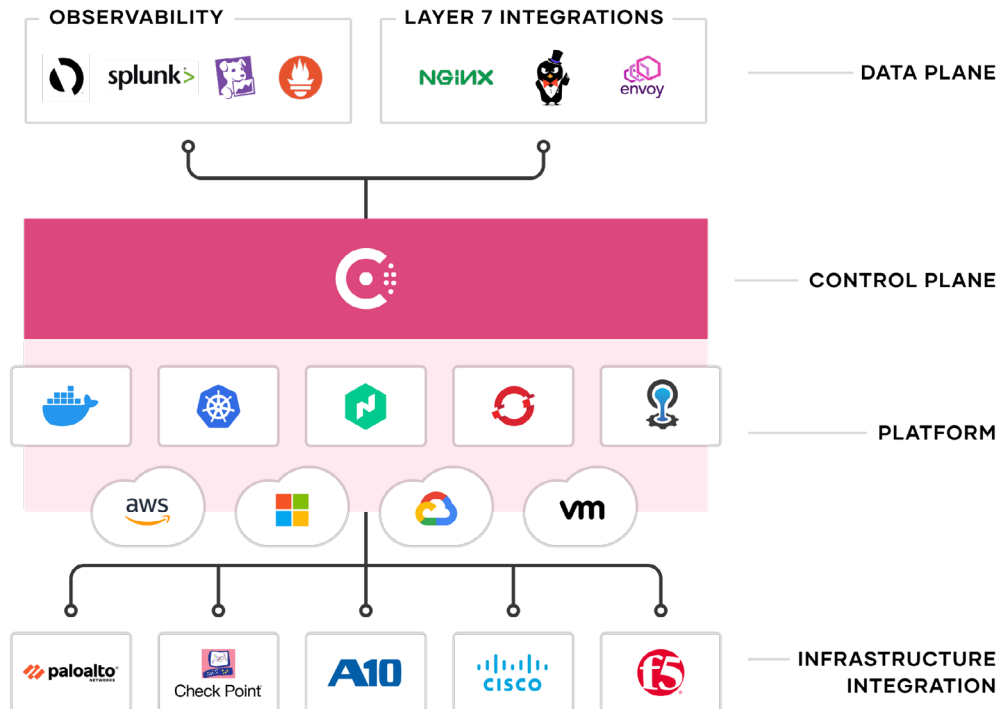 OBSERVABILITY
LAYER 7 INTEGRATIONS
splunk>
NGINX
envoy
DATA PLANE
CONTROL PLANE
PLATFORM
aws
vm
paloalto
NETWORKS
Check Point
A10
CISCO
f5
INFRASTRUCTURE
INTEGRATION